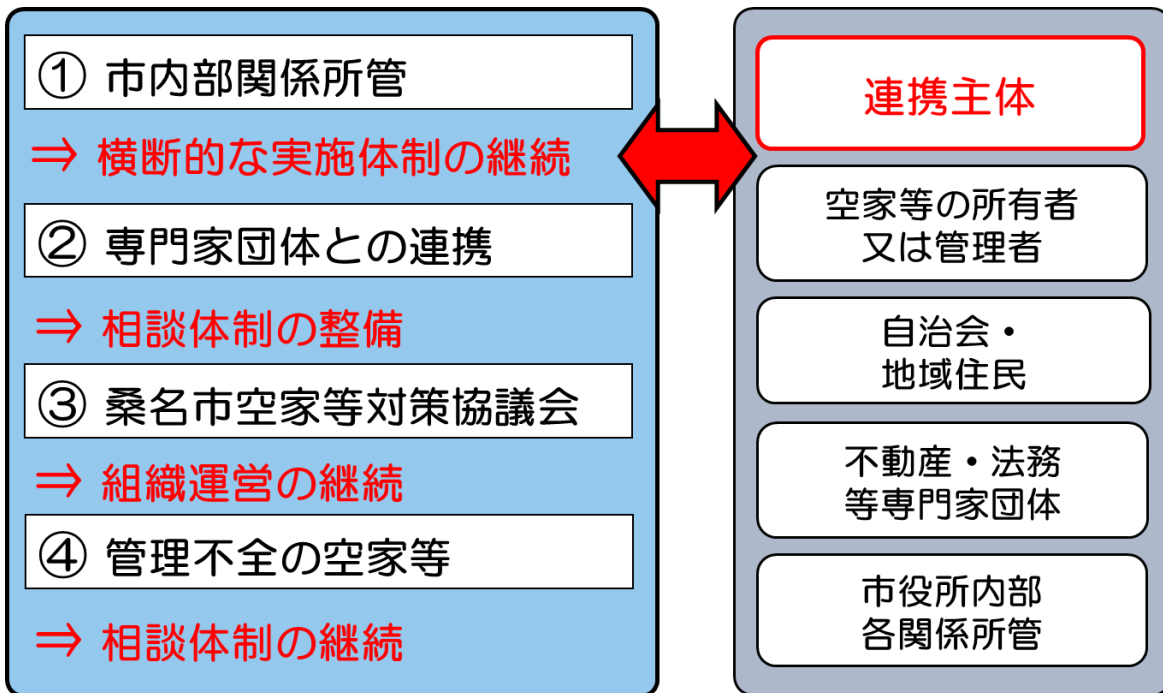 ① 市内部関係所管
⇒ 横断的な実施体制の継続
② 専門家団体との連携
⇒ 相談体制の整備
③ 桑名市空家等対策協議会
⇒ 組織運営の継続
④ 管理不全の空家等
⇒ 相談体制の継続
連携主体
空家等の所有者
又は管理者
自治会・
地域住民
不動産・法務
等専門家団体
市役所内部
各関係所管